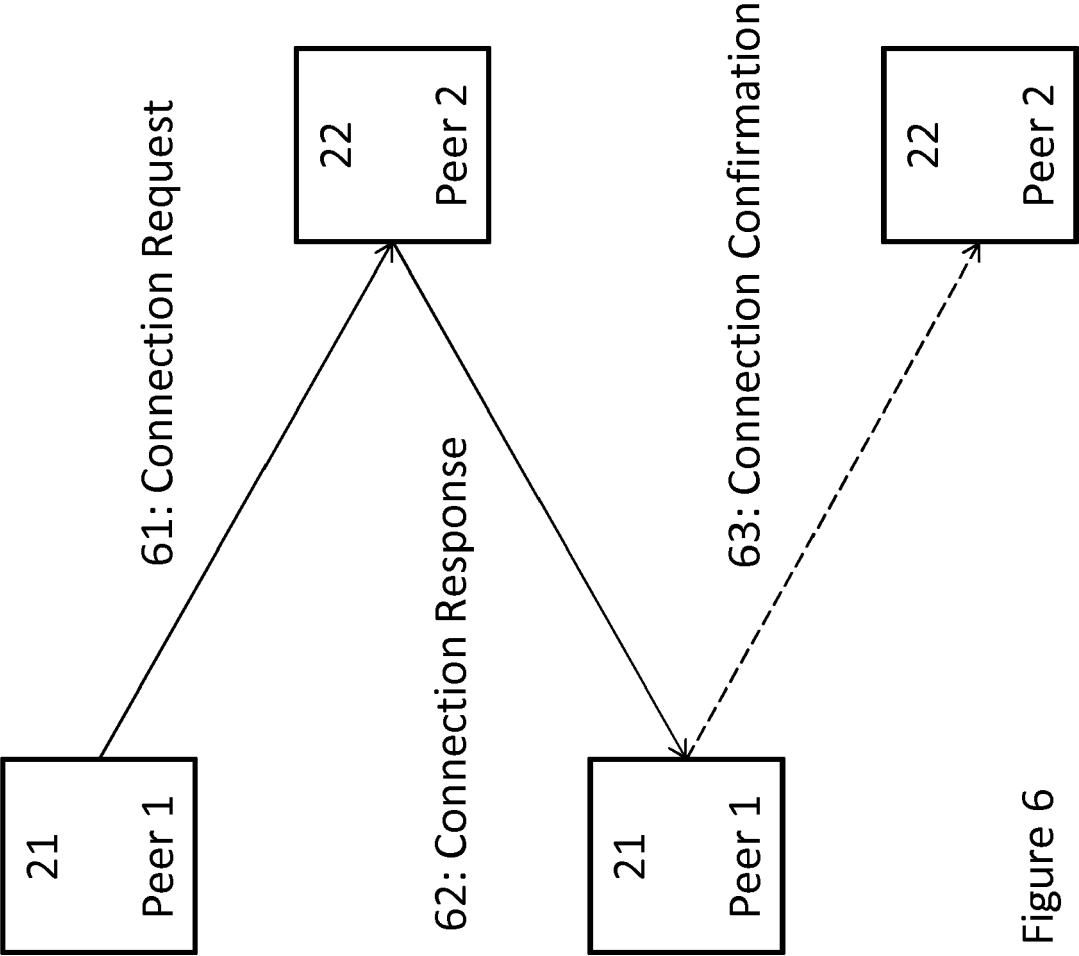 21
Peer 1
61: Connection Request
22
Peer 2
62: Connection Response
21
Peer 1
63: Connection Confirmation
22
Peer 2
Figure 6